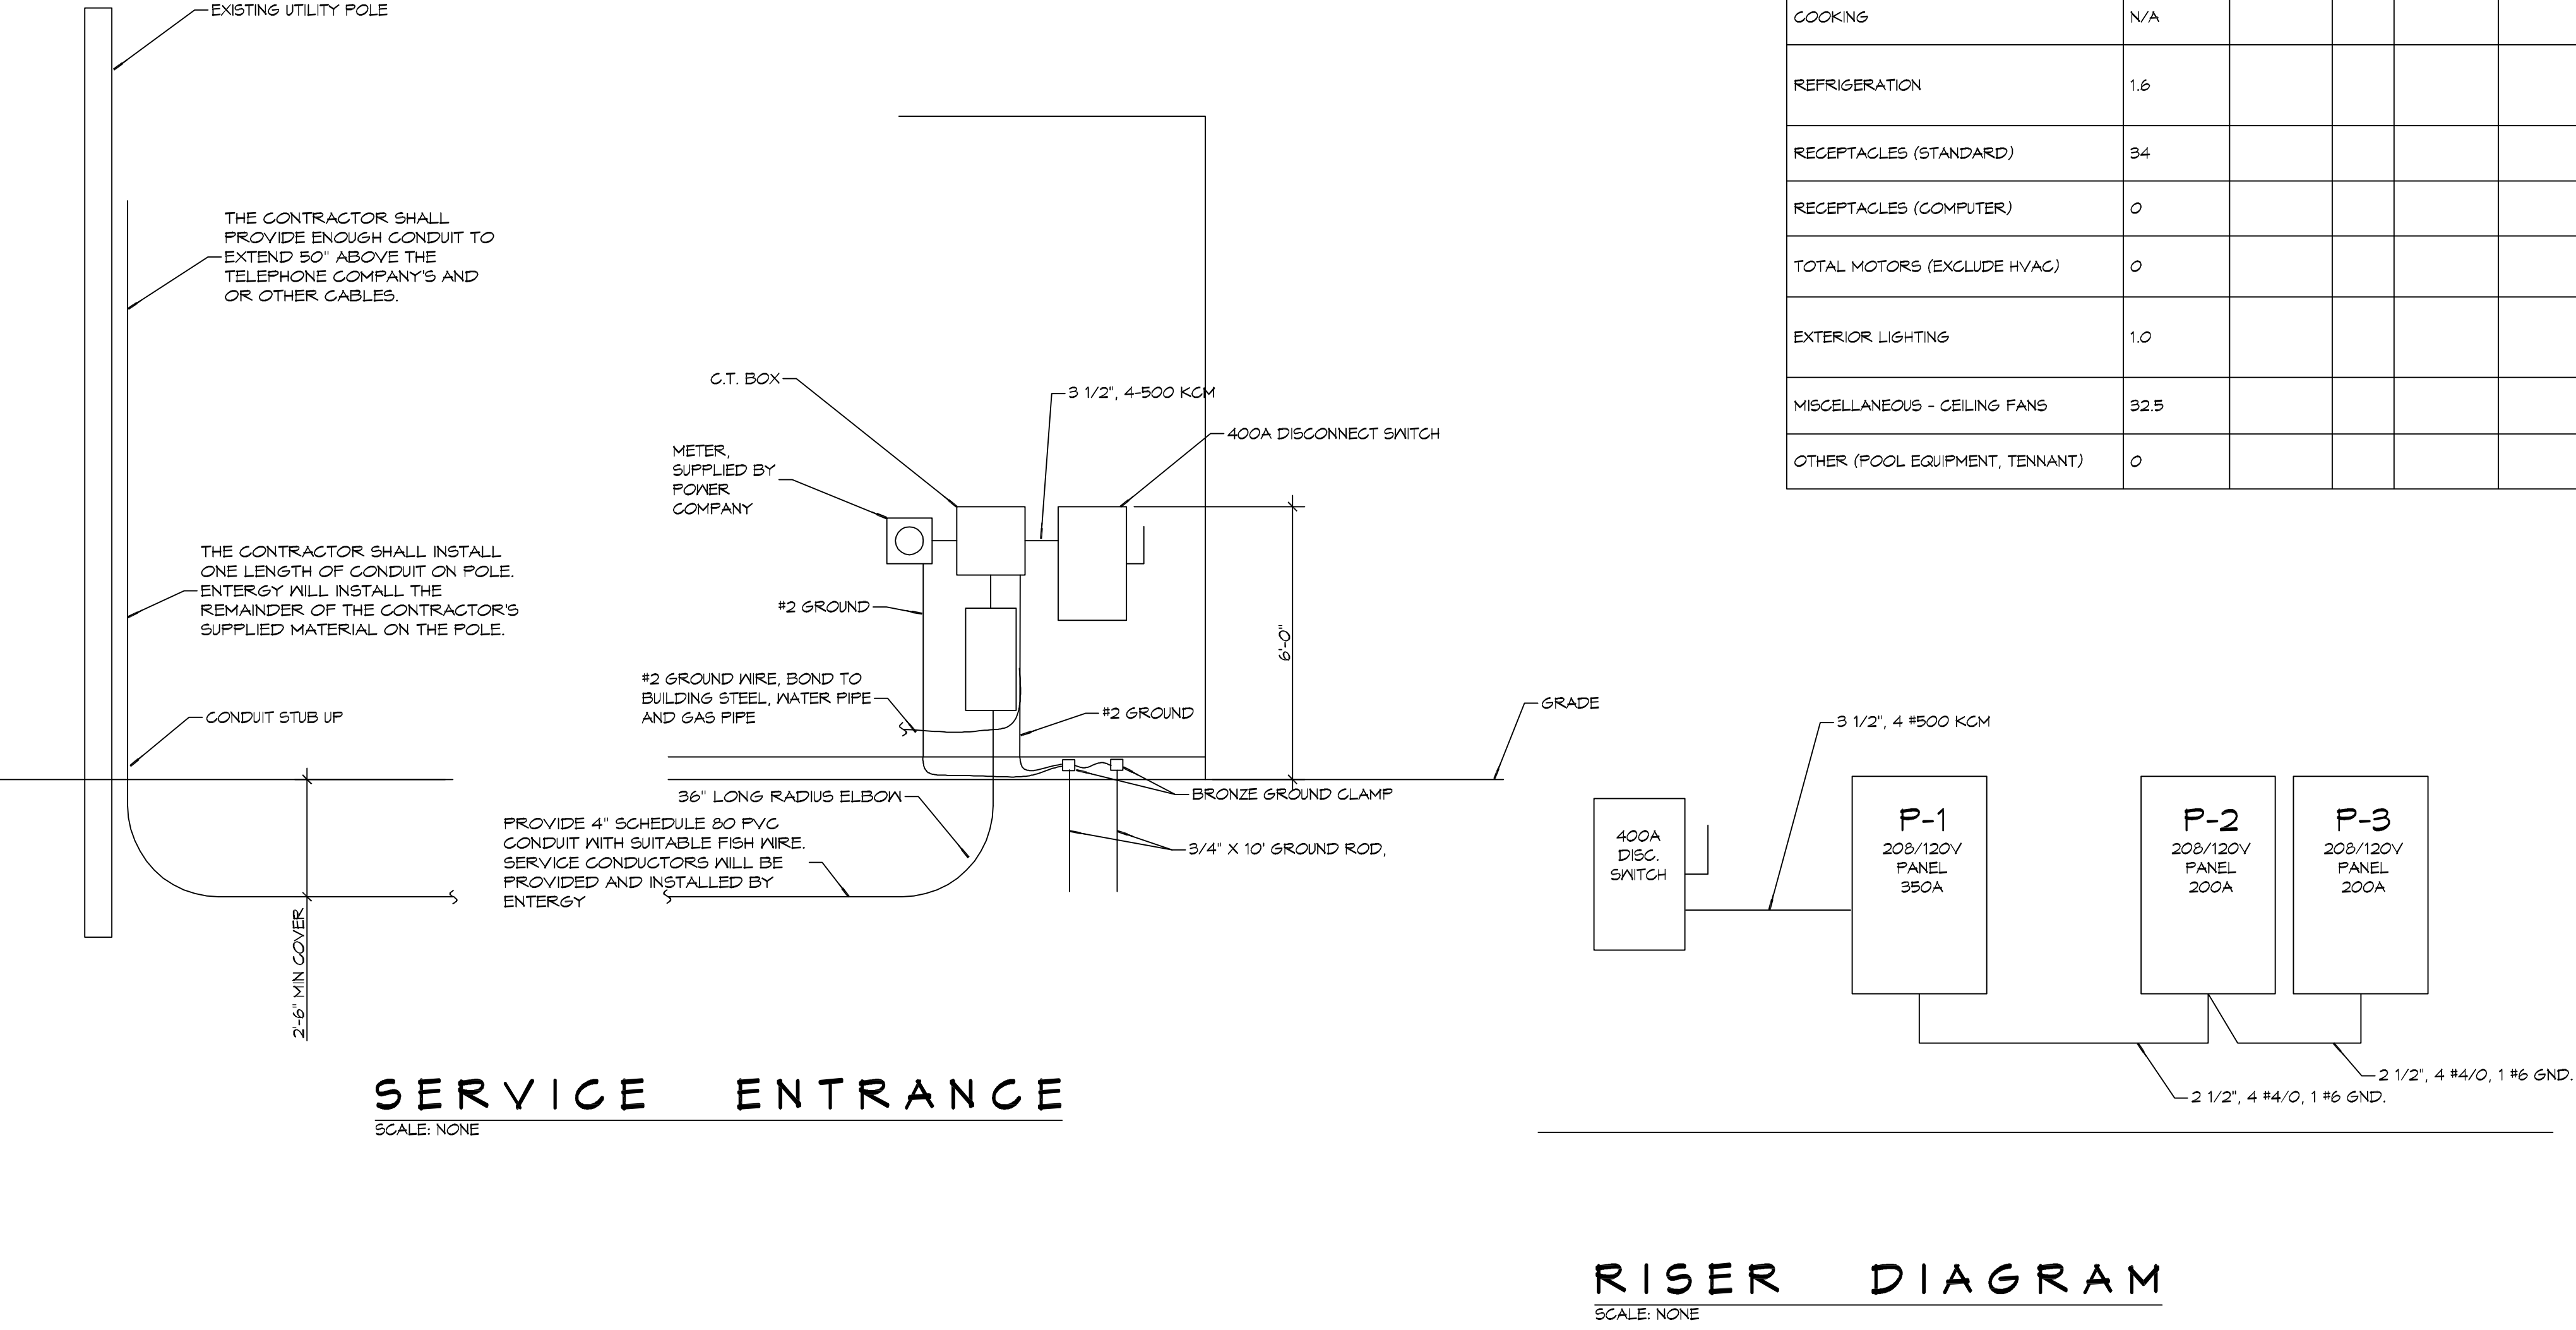 EXISTING UTILITY POLE
THE CONTRACTOR SHALL
PROVIDE ENOUGH CONDUIT TO
EXTEND 50" ABOVE THE
TELEPHONE COMPANY'S AND
OR OTHER CABLES.
THE CONTRACTOR SHALL INSTALL
ONE LENGTH OF CONDUIT ON POLE.
ENTERGY WILL INSTALL THE
REMAINDER OF THE CONTRACTOR'S
SUPPLIED MATERIAL ON THE POLE.
CONDUIT STUB UP
2'-6" MIN COVER
C.T. BOX
3 1/2", 4-500 KCM
400A DISCONNECT SWITCH
METER,
SUPPLIED BY
POWER
COMPANY
#2 GROUND
#2 GROUND WIRE, BOND TO
BUILDING STEEL, WATER PIPE
AND GAS PIPE
#2 GROUND
6'-0"
GRADE
36" LONG RADIUS ELBOW
BRONZE GROUND CLAMP
PROVIDE 4" SCHEDULE 80 PVC
CONDUIT WITH SUITABLE FISH WIRE.
SERVICE CONDUCTORS WILL BE
PROVIDED AND INSTALLED BY
ENTERGY
3/4" X 10' GROUND ROD,
SERVICE ENTRANCE
SCALE: NONE
COOKING N/A
REFRIGERATION 1.6
RECEPTACLES (STANDARD) 34
RECEPTACLES (COMPUTER) 0
TOTAL MOTORS (EXCLUDE HVAC) 0
EXTERIOR LIGHTING 1.0
MISCELLANEOUS - CEILING FANS 32.5
OTHER (POOL EQUIPMENT, TENNANT) 0
3 1/2", 4 #500 KCM
400A
DISC.
SWITCH
P-1
208/120V
PANEL
350A
P-2
208/120V
PANEL
200A
P-3
208/120V
PANEL
200A
2 1/2", 4 #4/0, 1 #6 GND.
2 1/2", 4 #4/0, 1 #6 GND.
RISER DIAGRAM
SCALE: NONE